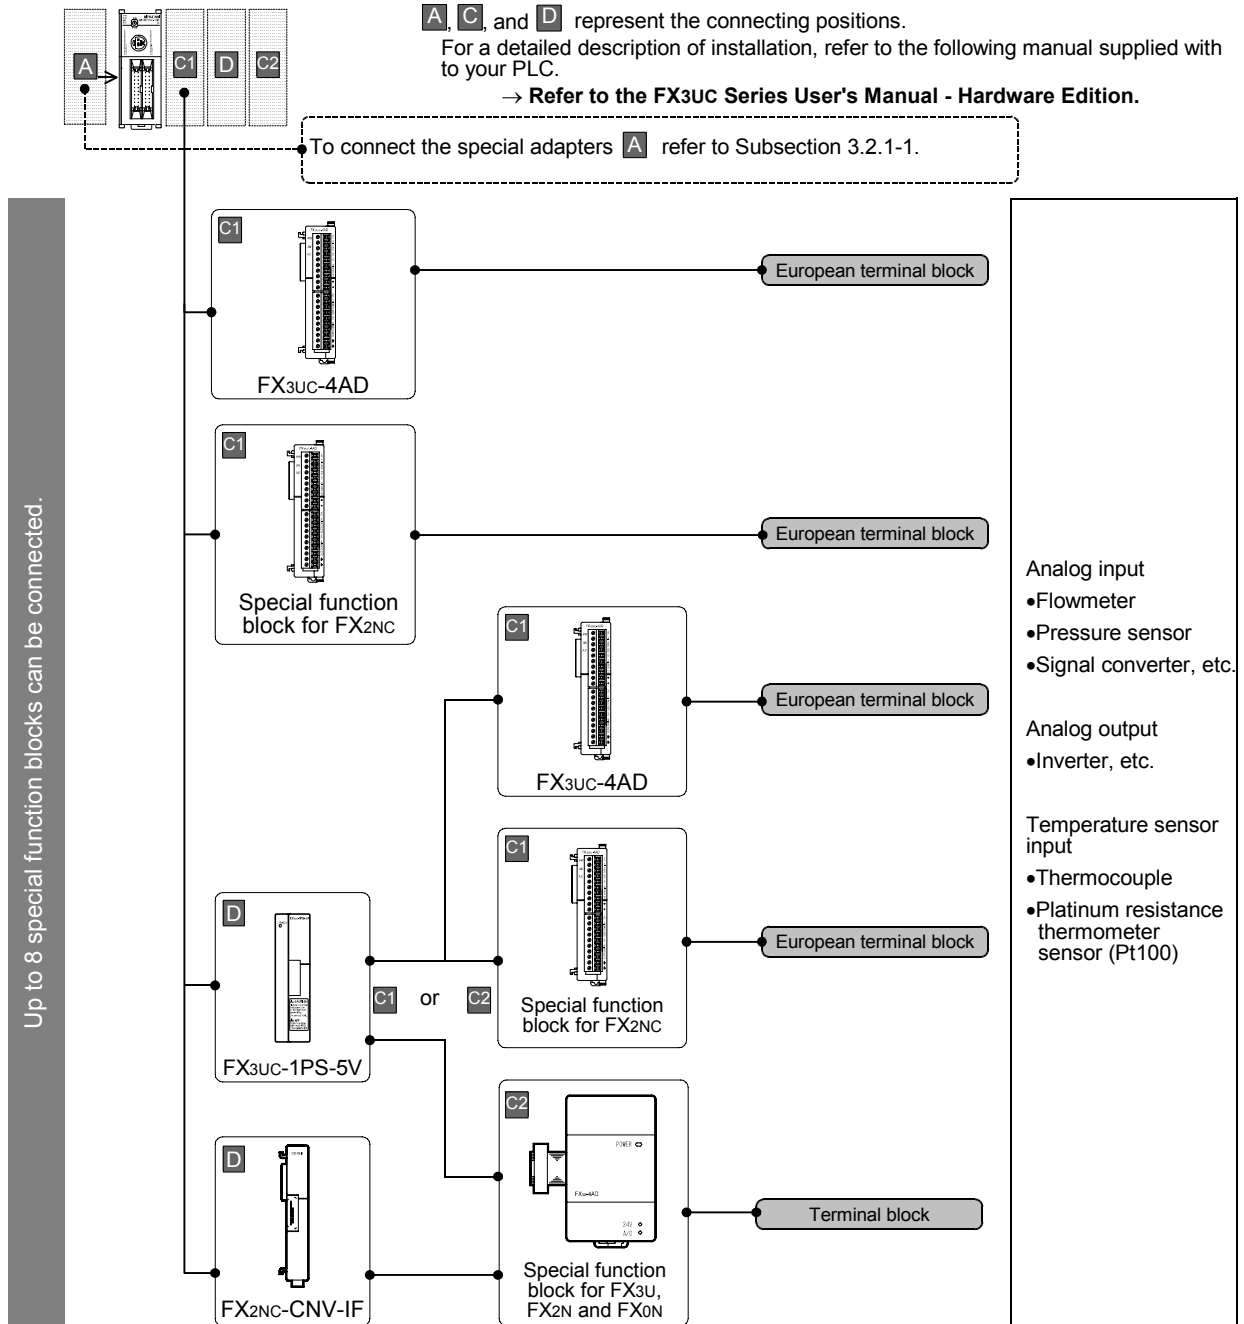 A, C, and D represent the connecting positions.
For a detailed description of installation, refer to the following manual supplied with
to your PLC.
→ Refer to the FX3UC Series User's Manual - Hardware Edition.
A
C1
D
C2
To connect the special adapters A refer to Subsection 3.2.1-1.
Up to 8 special function blocks can be connected.
C1
FX3UC-4AD
European terminal block
C1
Special function
block for FX2NC
European terminal block
C1
FX3UC-4AD
European terminal block
C1
Special function
block for FX2NC
European terminal block
D
FX3UC-1PS-5V
C1 or C2
C2
POWER
FX3U-4AD
24V
A/D
Special function
block for FX3U,
FX2N and FX0N
Terminal block
D
FX2NC-CNV-IF
Analog input
•Flowmeter
•Pressure sensor
•Signal converter, etc.
Analog output
•Inverter, etc.
Temperature sensor
input
•Thermocouple
•Platinum resistance
thermometer
sensor (Pt100)